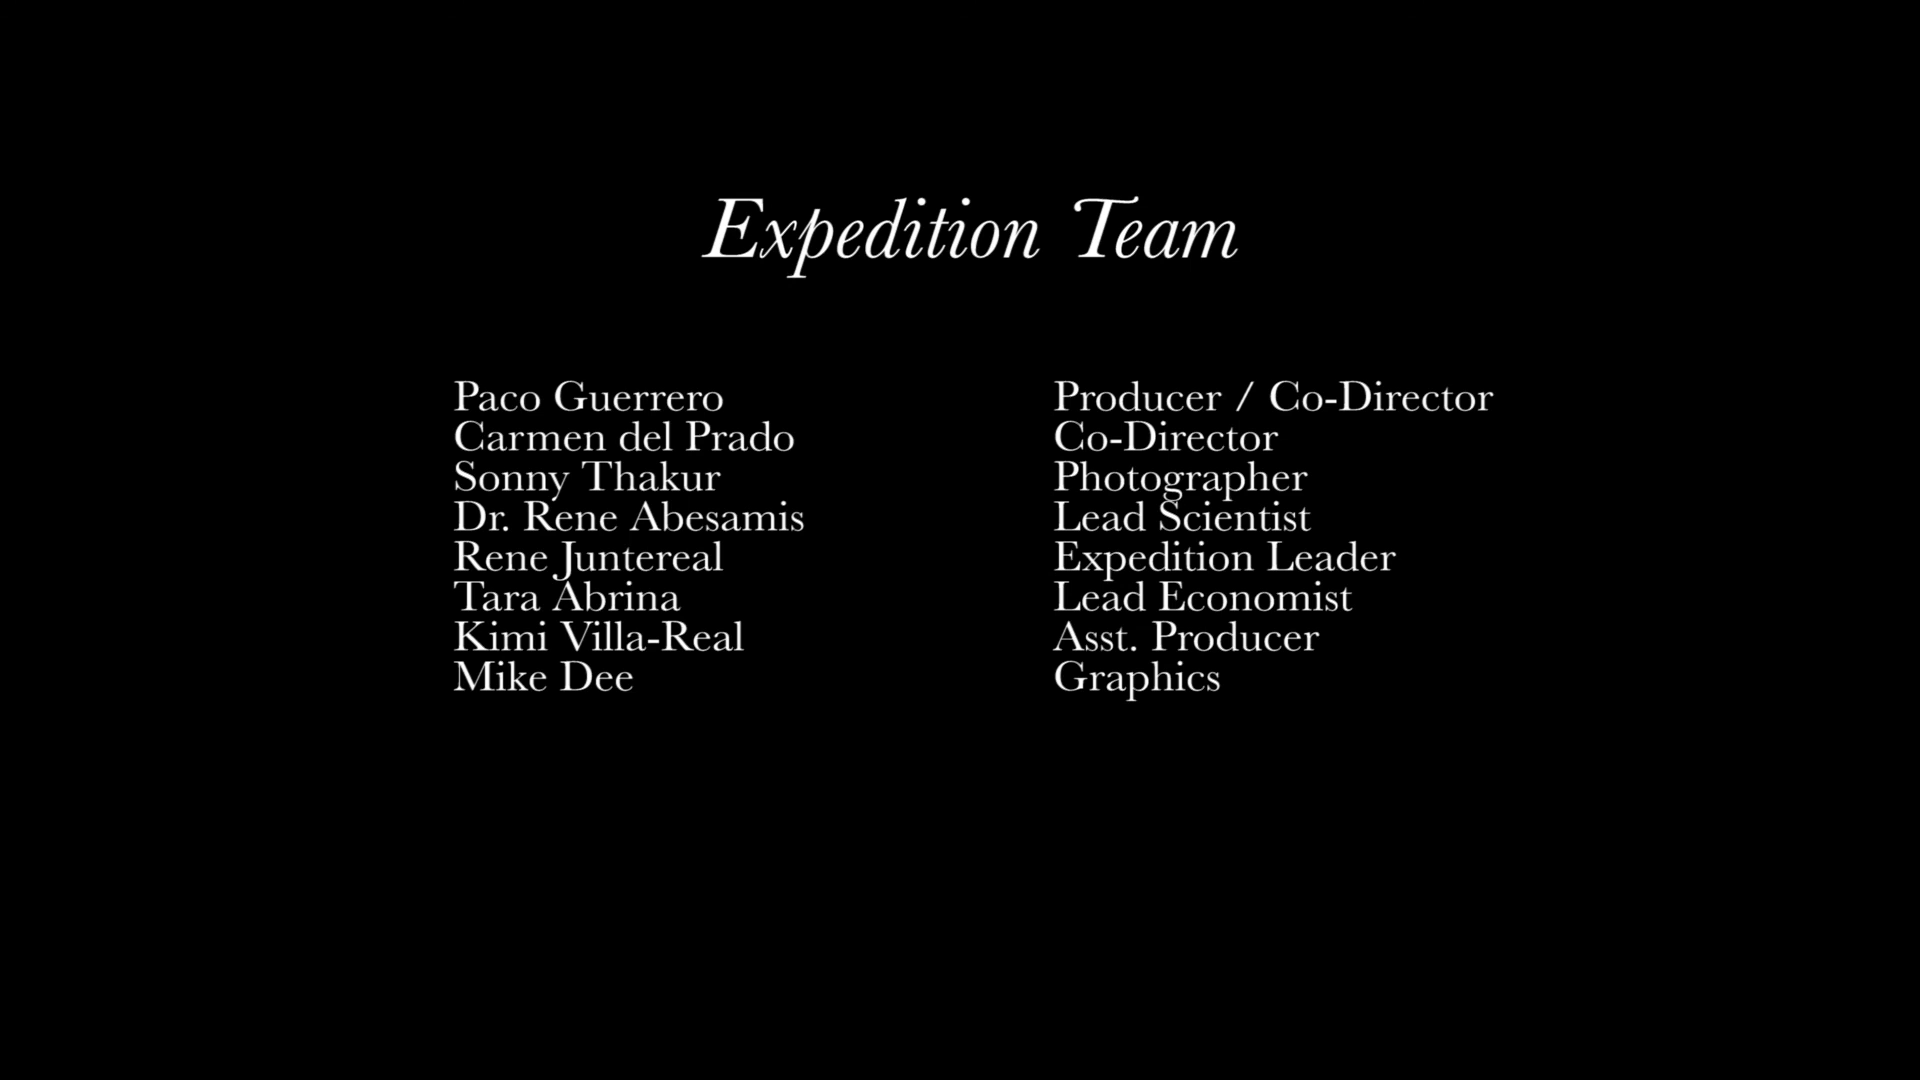 Expedition Team
Paco Guerrero Producer / Co-Director
Carmen del Prado Co-Director
Sonny Thakur Photographer
Dr. Rene Abesamis Lead Scientist
Rene Juntereal Expedition Leader
Tara Abrina Lead Economist
Kimi Villa-Real Asst. Producer
Mike Dee Graphics